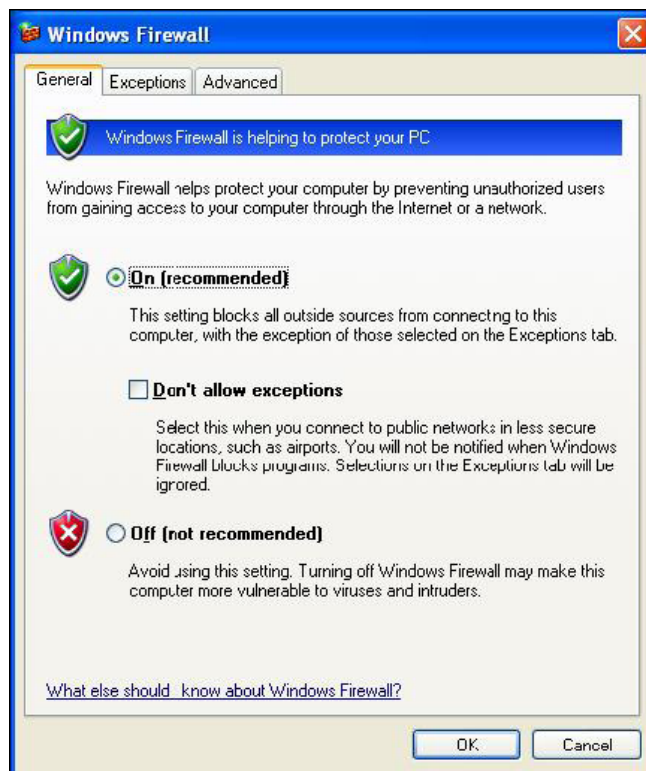 Windows Firewall
General Exceptions Advanced
Windows Firewall is helping to protect your PC
Windows Firewall helps protect your computer by preventing unauthorized users
from gaining access to your computer through the Internet or a network.
On (recommended)
This setting blocks all outside sources from connecting to this
computer, with the exception of those selected on the Exceptions tab.
Don't allow exceptions
Select this when you connect to public networks in less secure
locations, such as airports. You will not be notified when Windows
Firewall blocks programs. Selections on the Exceptions tab will be
ignored.
Off (not recommended)
Avoid using this setting. Turning off Windows Firewall may make this
computer more vulnerable to viruses and intruders.
What else should I know about Windows Firewall?
OK Cancel